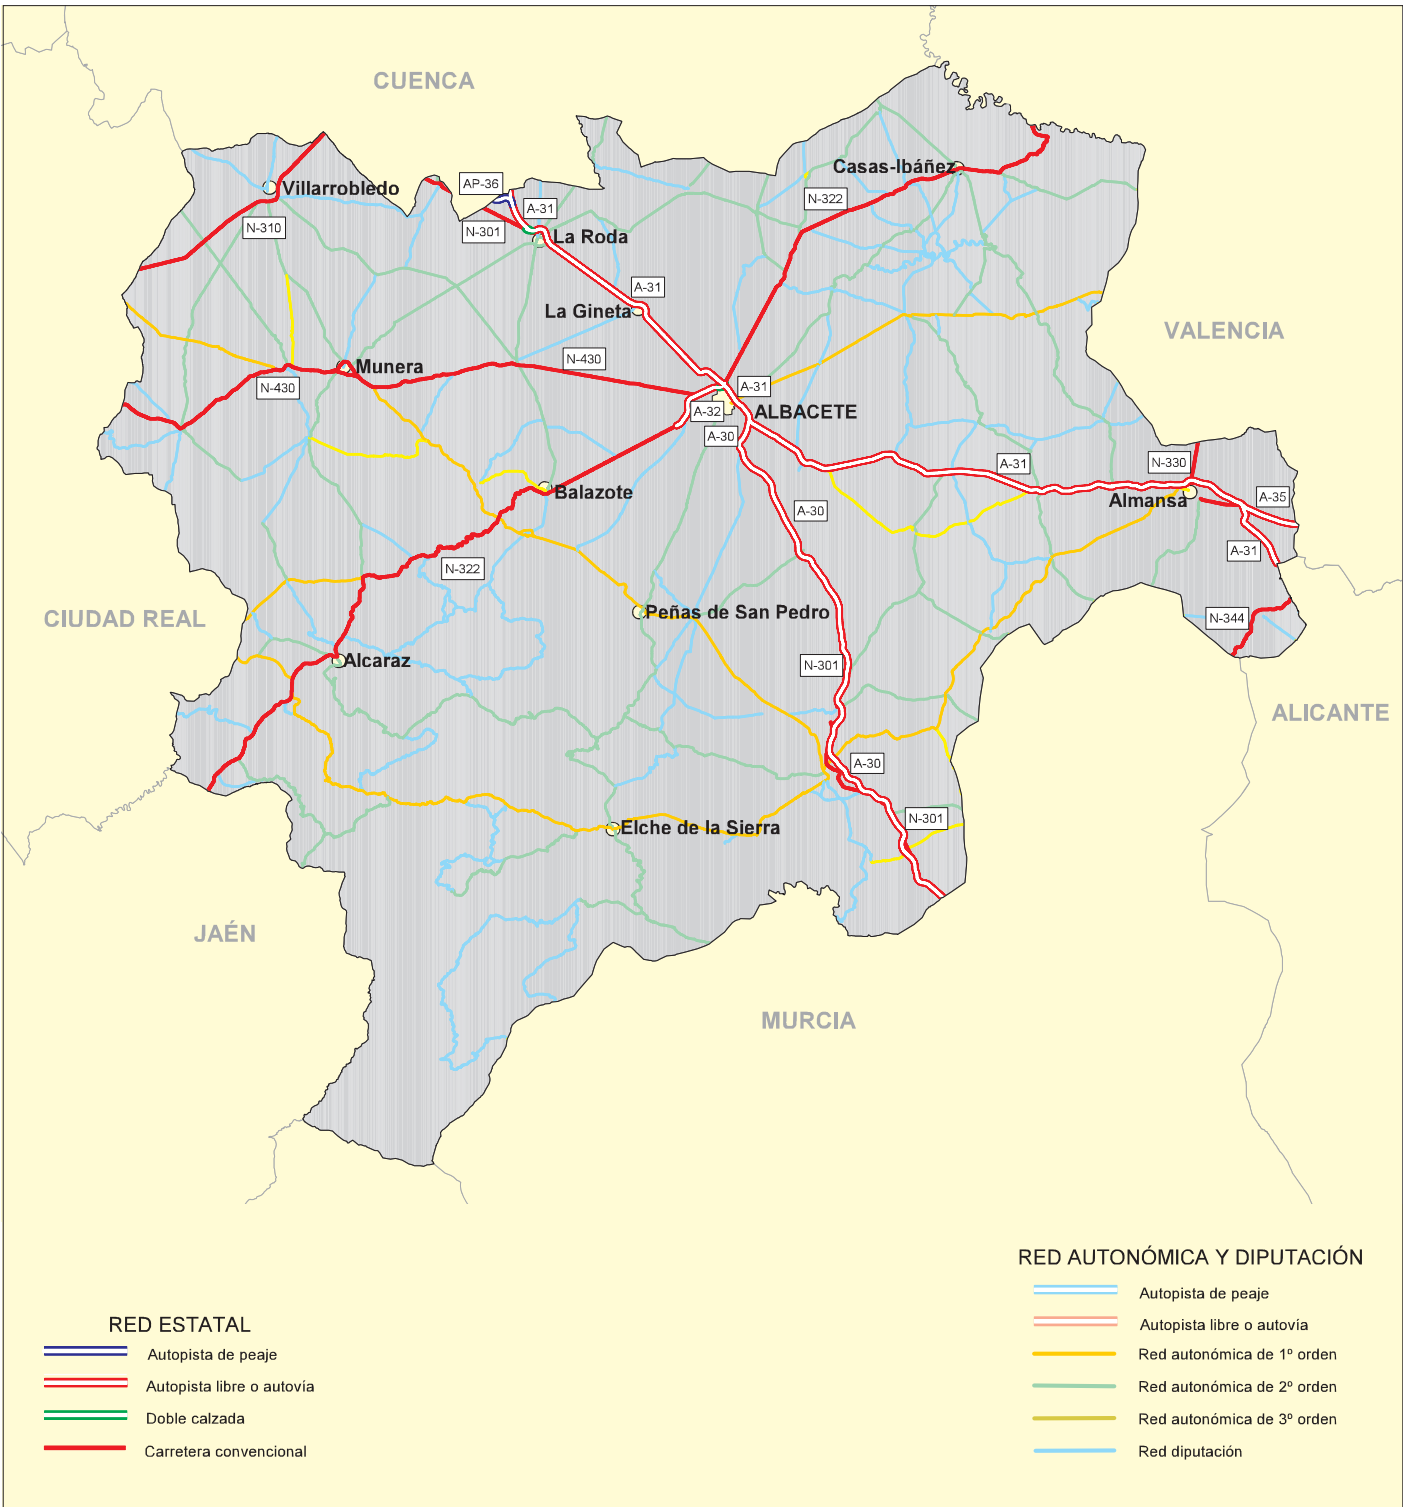 CUENCA
AP-36
Casas-Ibáñez
Villarrobledo
N-322
A-31
N-310
N-301
La Roda
A-31
La Gineta
VALENCIA
N-430
Munera
N-430
A-31
A-32
ALBACETE
A-30
A-31
N-330
Balazote
Almansa
A-35
A-30
A-31
N-322
Peñas de San Pedro
CIUDAD REAL
N-344
Alcaraz
N-301
ALICANTE
A-30
N-301
Elche de la Sierra
JAÉN
MURCIA
RED ESTATAL
Autopista de peaje
Autopista libre o autovía
Doble calzada
Carretera convencional
RED AUTONÓMICA Y DIPUTACIÓN
Autopista de peaje
Autopista libre o autovía
Red autonómica de 1º orden
Red autonómica de 2º orden
Red autonómica de 3º orden
Red diputación